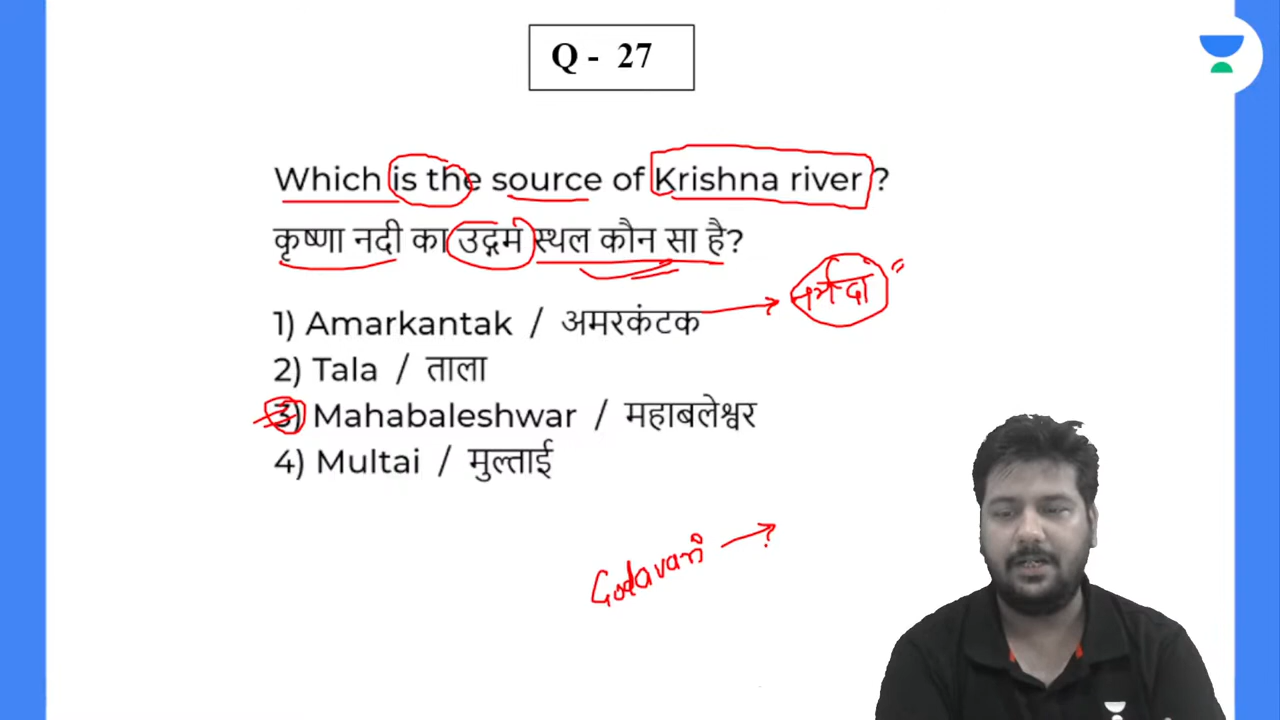 Q - 27
Which is the source of Krishna river ?
कृष्णा नदी का उद्गम स्थल कौन सा है?
नर्मदा
1) Amarkantak / अमरकंटक
2) Tala / ताला
3) Mahabaleshwar / महाबलेश्वर
4) Multai / मुल्ताई
Godavari → ?